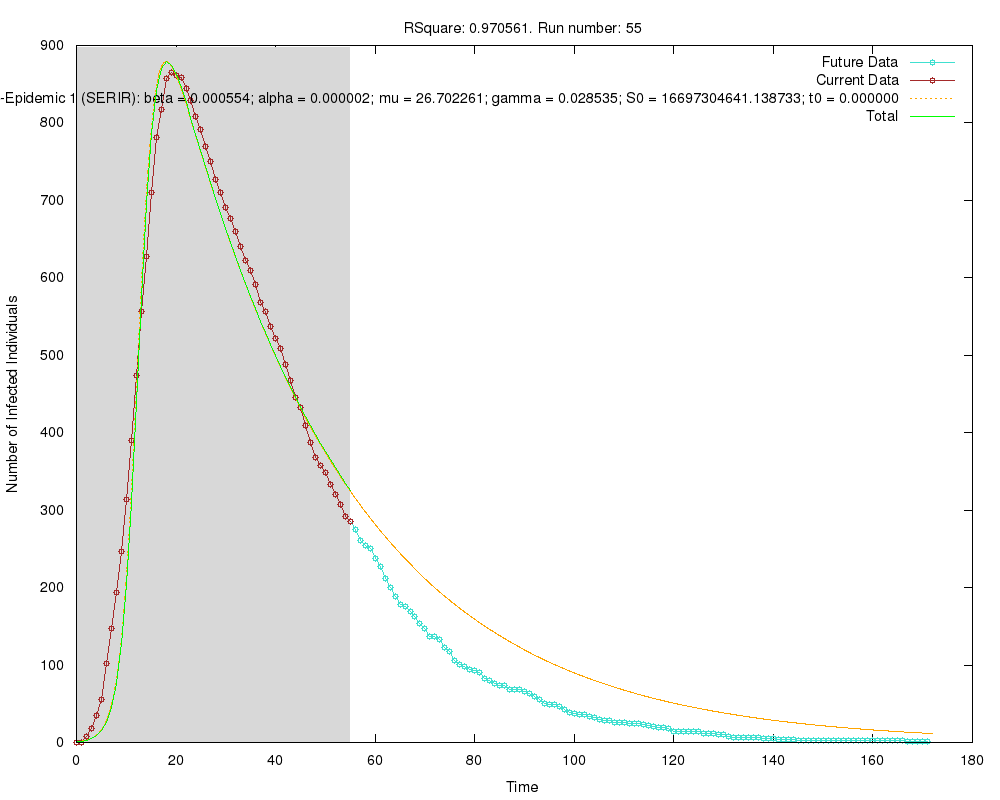 RSquare: 0.970561. Run number: 55
900
800
700
600
500
400
300
200
100
0
0
20
40
60
80
100
120
140
160
180
Number of Infected Individuals
Time
Future Data
Current Data
-Epidemic 1 (SERIR): beta = 0.000554; alpha = 0.000002; mu = 26.702261; gamma = 0.028535; S0 = 16697304641.138733; t0 = 0.000000
Total